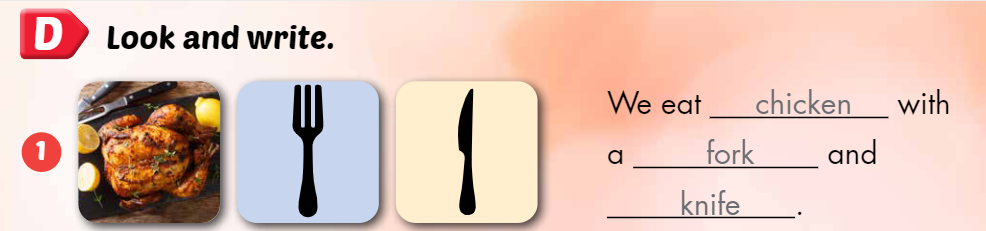 D Look and write.
1
We eat chicken with
a fork and
knife.